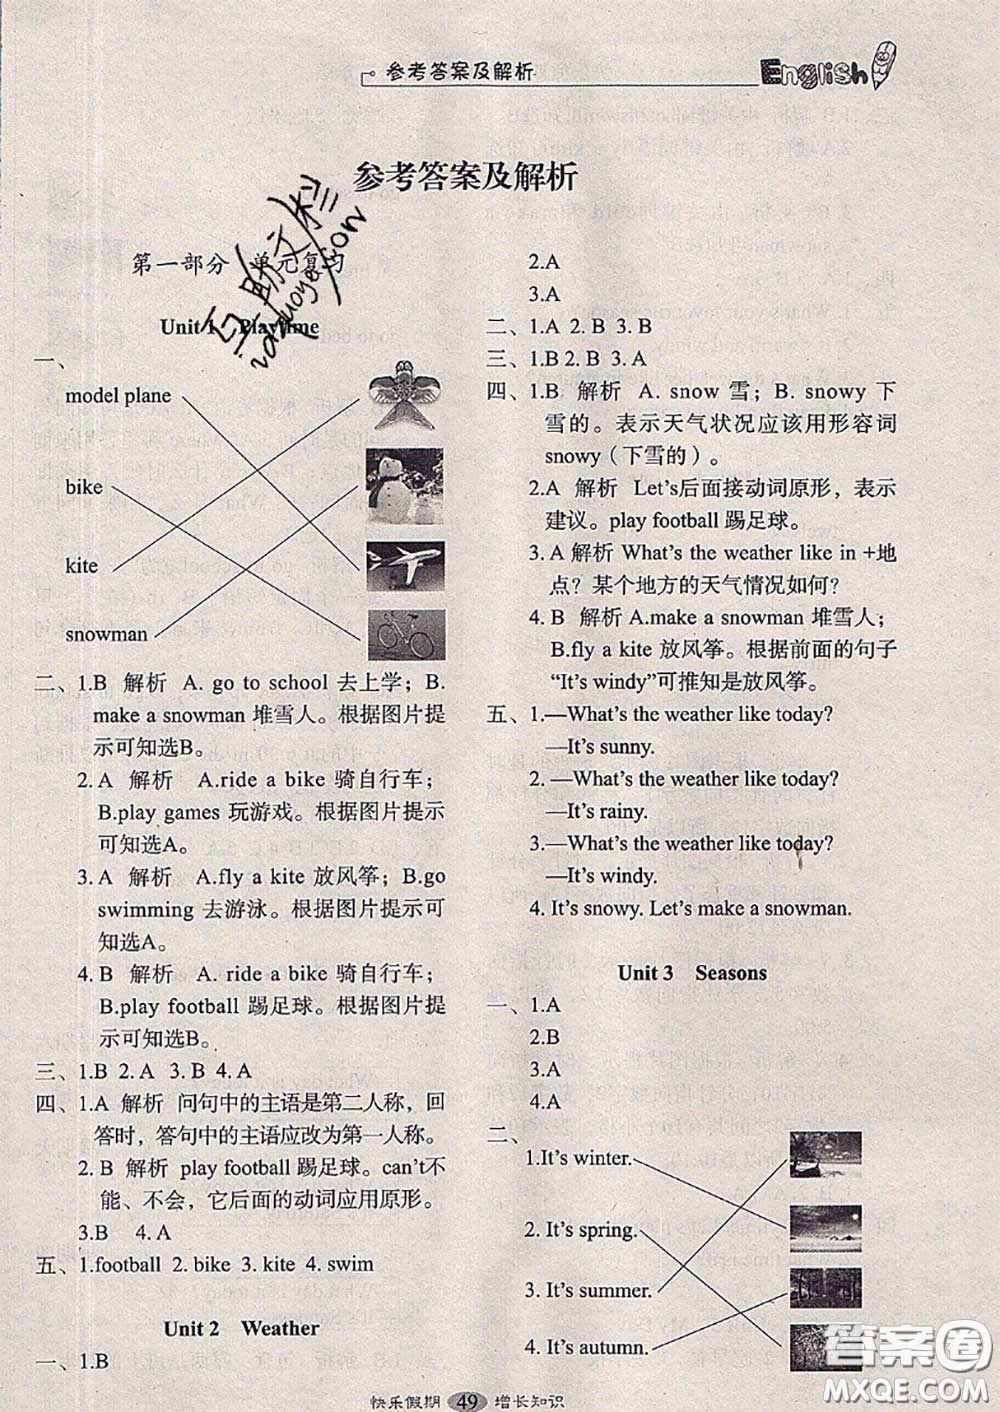 参考答案及解析
English
参考答案及解析
第一部分 单元复习
Unit 1 Playtime
一、
model plane
bike
kite
snowman
二、1.B 解析 A. go to school 去上学；B.
make a snowman 堆雪人。根据图片提
示可知选B。
2.A 解析 A.ride a bike 骑自行车；
B.play games 玩游戏。根据图片提示
可知选A。
3.A 解析 A.fly a kite 放风筝；B.go
swimming 去游泳。根据图片提示可
知选A。
4.B 解析 A. ride a bike 骑自行车；
B.play football 踢足球。根据图片提
示可知选B。
三、1.B 2. A 3. B 4. A
四、1.A 解析 问句中的主语是第二人称，回
答时，答句中的主语应改为第一人称。
2.B 解析 play football 踢足球。can't不
能、不会，它后面的动词应用原形。
3.B 4. A
五、1.football 2. bike 3. kite 4. swim
Unit 2 Weather
一、1.B
2.A
3.A
二、1.A 2. B 3. B
三、1.B 2. B 3. A
四、1.B 解析 A. snow 雪；B. snowy 下
雪的。表示天气状况应该用形容词
snowy（下雪的）。
2.A 解析 Let's后面接动词原形，表示
建议。play football 踢足球。
3. A 解析 What's the weather like in +地
点？某个地方的天气情况如何？
4. B 解析 A.make a snowman 堆雪人；
B.fly a kite 放风筝。根据前面的句子
“It's windy”可推知是放风筝。
五、1.—What's the weather like today?
—It's sunny.
2. —What's the weather like today?
—It's rainy.
3.—What's the weather like today?
—It's windy.
4. It's snowy. Let's make a snowman.
Unit 3 Seasons
一、1.A
2.B
3.A
4.A
二、
1.It's winter.
2. It's spring.
3. It's summer.
4. It's autumn.
快乐假期 49 增长知识
答案圈
MXQE.COM